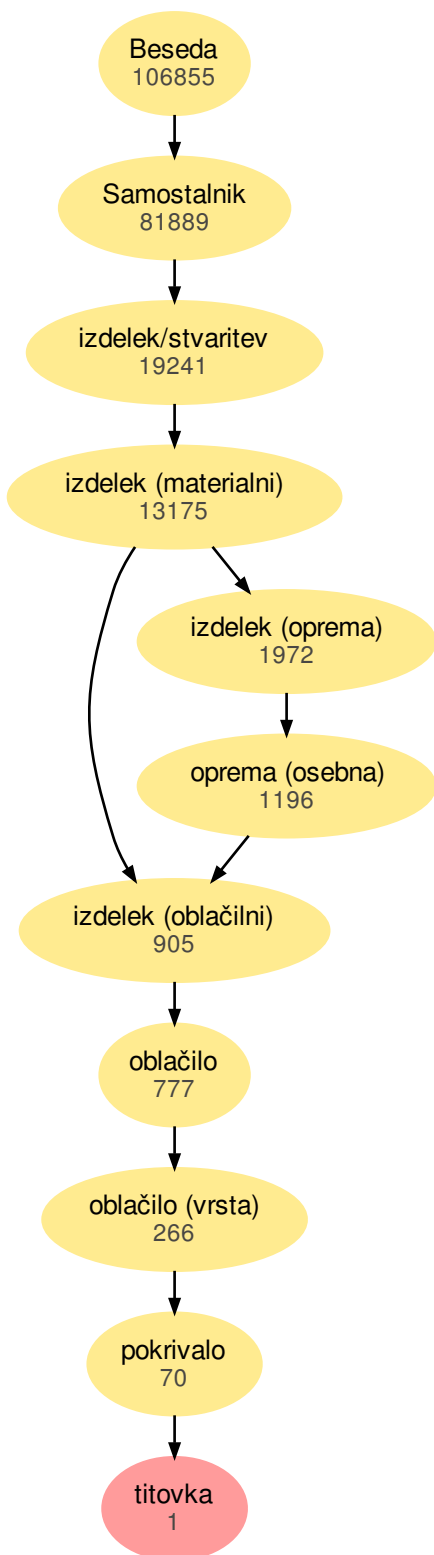 Beseda
106855
Samostalnik
81889
izdelek/stvaritev
19241
izdelek (materialni)
13175
izdelek (oprema)
1972
oprema (osebna)
1196
izdelek (oblačilni)
905
oblačilo
777
oblačilo (vrsta)
266
pokrivalo
70
titovka
1